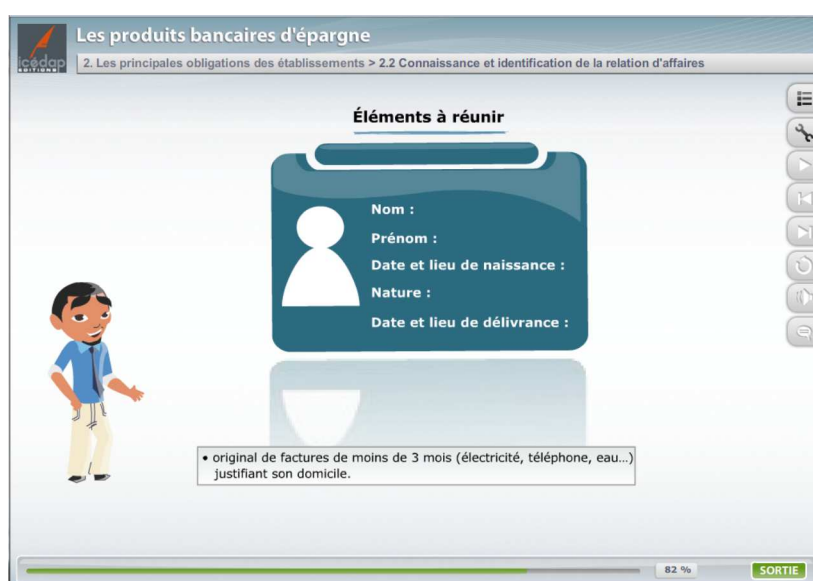 Les produits bancaires d'épargne
icédap
EDITIONS
2. Les principales obligations des établissements > 2.2 Connaissance et identification de la relation d'affaires
Éléments à réunir
Nom :
Prénom :
Date et lieu de naissance :
Nature :
Date et lieu de délivrance :
• original de factures de moins de 3 mois (électricité, téléphone, eau...)
justifiant son domicile.
82 %
SORTIE